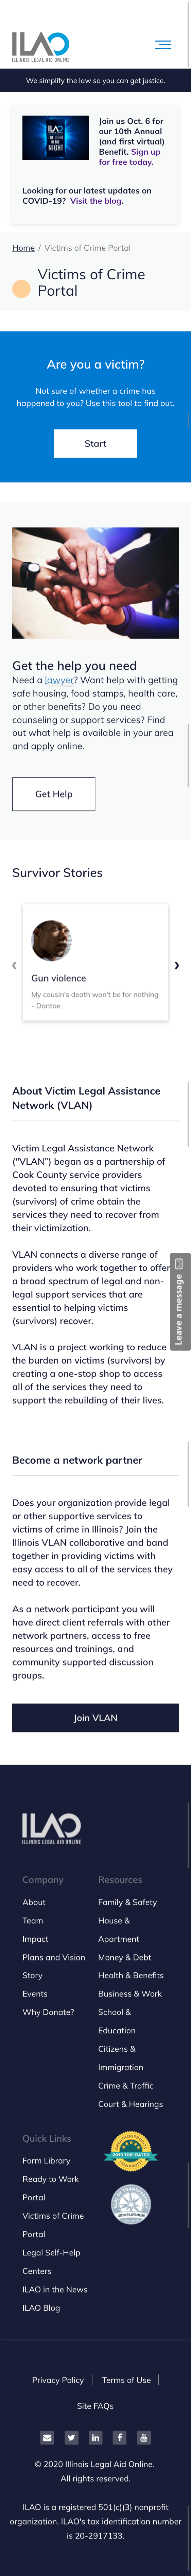 ILAO
ILLINOIS LEGAL AID ONLINE
We simplify the law so you can get justice.
ILAO
Join us Oct. 6 for
our 10th Annual
(and first virtual)
Benefit. Sign up
for free today.
Looking for our latest updates on
COVID-19? Visit the blog.
Home / Victims of Crime Portal
Victims of Crime
Portal
Are you a victim?
Not sure of whether a crime has
happened to you? Use this tool to find out.
Start
Get the help you need
Need a lawyer? Want help with getting
safe housing, food stamps, health care,
or other benefits? Do you need
counseling or support services? Find
out what help is available in your area
and apply online.
Get Help
Survivor Stories
‹
›
Gun violence
My cousin's death won't be for nothing
- Dantae
About Victim Legal Assistance
Network (VLAN)
Victim Legal Assistance Network
("VLAN") began as a partnership of
Cook County service providers
devoted to ensuring that victims
(survivors) of crime obtain the
services they need to recover from
their victimization.
VLAN connects a diverse range of
providers who work together to offer
a broad spectrum of legal and non-
legal support services that are
essential to helping victims
(survivors) recover.
Leave a message
VLAN is a project working to reduce
the burden on victims (survivors) by
creating a one-stop shop to access
all of the services they need to
support the rebuilding of their lives.
Become a network partner
Does your organization provide legal
or other supportive services to
victims of crime in Illinois? Join the
Illinois VLAN collaborative and band
together in providing victims with
easy access to all of the services they
need to recover.
As a network participant you will
have direct client referrals with other
network partners, access to free
resources and trainings, and
community supported discussion
groups.
Join VLAN
ILAO
ILLINOIS LEGAL AID ONLINE
Company
About
Team
Impact
Plans and Vision
Story
Events
Why Donate?
Resources
Family & Safety
House &
Apartment
Money & Debt
Health & Benefits
Business & Work
School &
Education
Citizens &
Immigration
Crime & Traffic
Court & Hearings
Quick Links
Form Library
Ready to Work
Portal
Victims of Crime
Portal
Legal Self-Help
Centers
ILAO in the News
ILAO Blog
2019 TOP-RATED
Privacy Policy
Terms of Use
Site FAQs
© 2020 Illinois Legal Aid Online.
All rights reserved.
ILAO is a registered 501(c)(3) nonprofit
organization. ILAO's tax identification number
is 20-2917133.